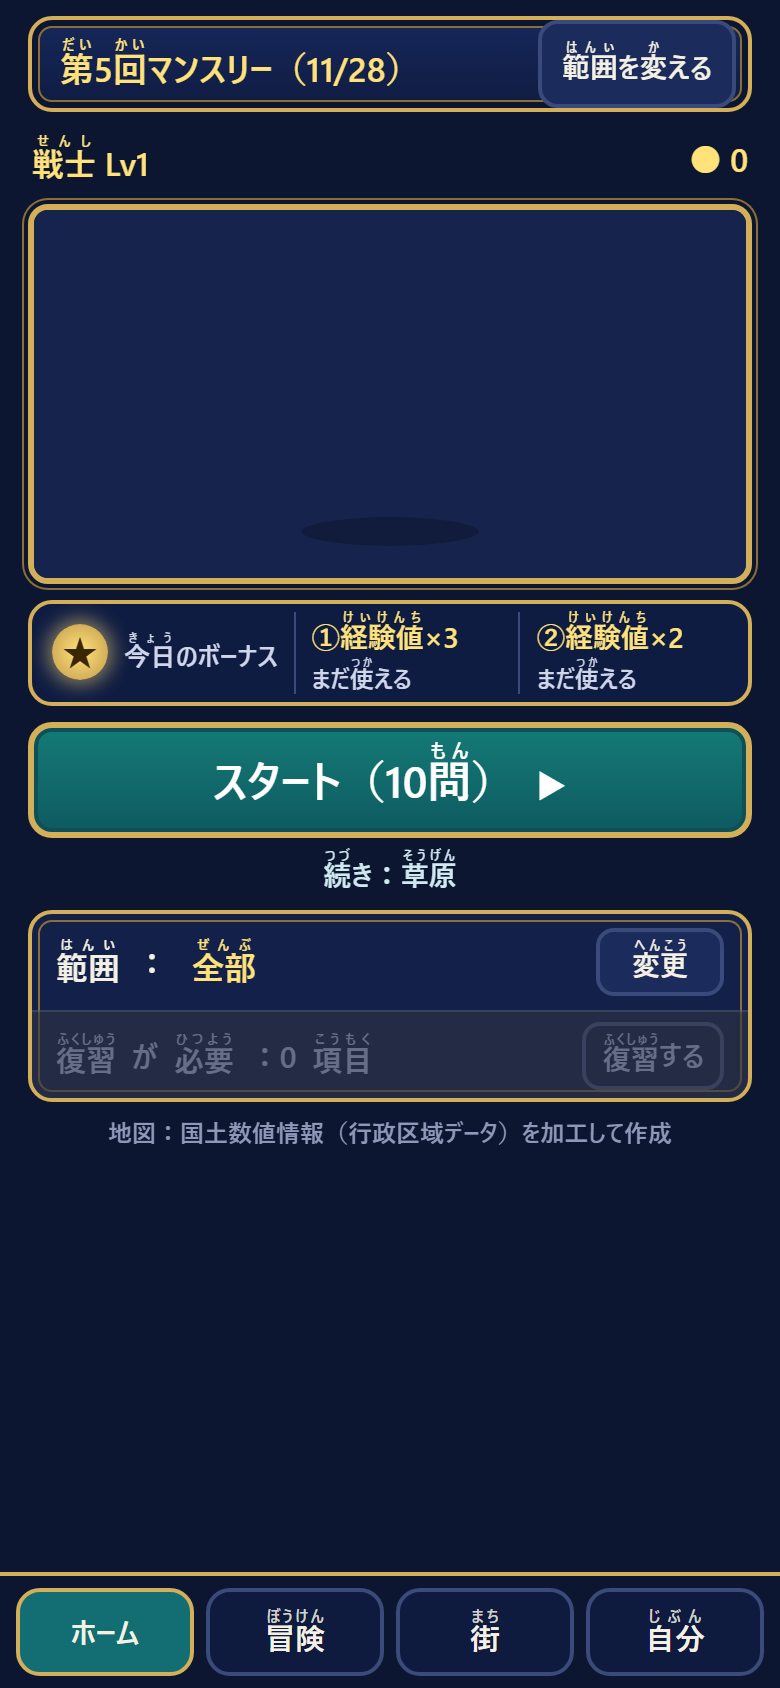 だい かい
第5回マンスリー（11/28）
はんい か
範囲を変える
せんし
戦士 Lv1
0
きょう
今日のボーナス
けいけんち
①経験値×3
つか
まだ使える
けいけんち
②経験値×2
つか
まだ使える
もん
スタート（10問） ▶
つづ そうげん
続き：草原
はんい ぜんぶ
範囲 ： 全部
へんこう
変更
ふくしゅう ひつよう こうもく
復習 が 必要 ：0 項目
ふくしゅう
復習する
地図：国土数値情報（行政区域データ）を加工して作成
ホーム
ぼうけん
冒険
まち
街
じぶん
自分